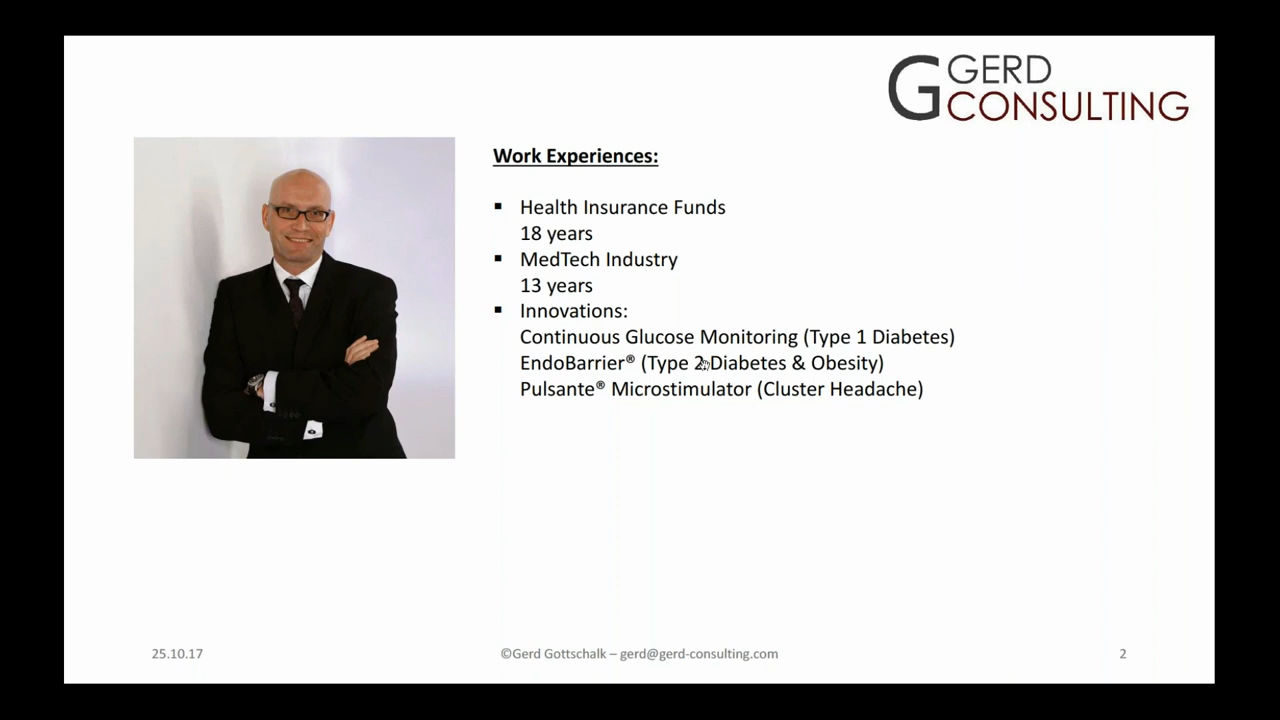 GERD
CONSULTING
Work Experiences:
▪ Health Insurance Funds
18 years
▪ MedTech Industry
13 years
▪ Innovations:
Continuous Glucose Monitoring (Type 1 Diabetes)
EndoBarrier® (Type 2 Diabetes & Obesity)
Pulsante® Microstimulator (Cluster Headache)
25.10.17
©Gerd Gottschalk – gerd@gerd-consulting.com
2